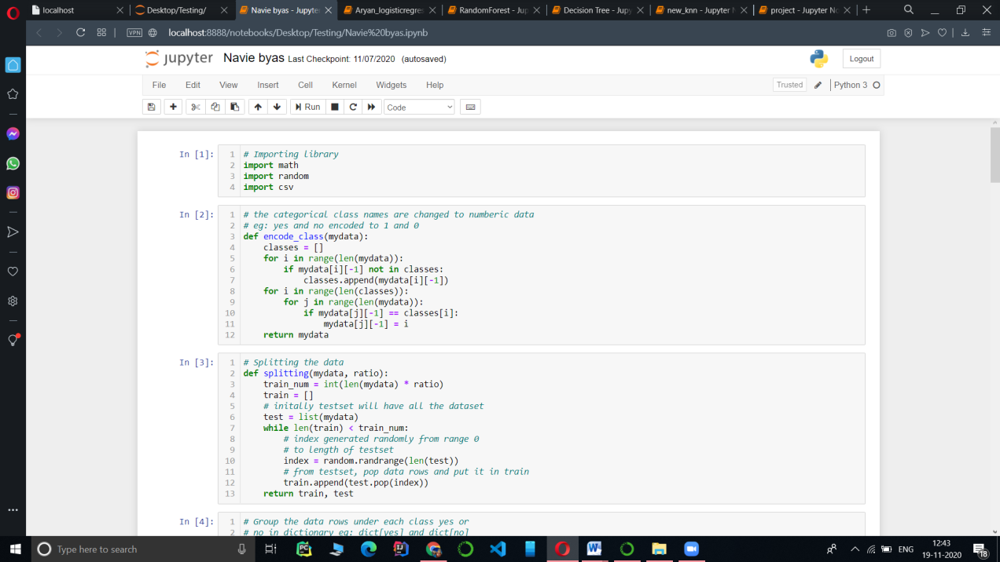 localhost
Desktop/Testing/
Navie byas - Jupyte
Aryan_logisticregres
RandomForest - Jup
Decision Tree - Jupy
new_knn - Jupyter N
project - Jupyter No
VPN
localhost:8888/notebooks/Desktop/Testing/Navie%20byas.ipynb
jupyter Navie byas Last Checkpoint: 11/07/2020 (autosaved)
Logout
File Edit View Insert Cell Kernel Widgets Help
Trusted
Python 3
Run
Code
In [1]:
1 # Importing library
2 import math
3 import random
4 import csv
In [2]:
1 # the categorical class names are changed to numberic data
2 # eg: yes and no encoded to 1 and 0
3 def encode_class(mydata):
4     classes = []
5     for i in range(len(mydata)):
6         if mydata[i][-1] not in classes:
7             classes.append(mydata[i][-1])
8     for i in range(len(classes)):
9         for j in range(len(mydata)):
10             if mydata[j][-1] == classes[i]:
11                 mydata[j][-1] = i
12     return mydata
In [3]:
1 # Splitting the data
2 def splitting(mydata, ratio):
3     train_num = int(len(mydata) * ratio)
4     train = []
5     # initally testset will have all the dataset
6     test = list(mydata)
7     while len(train) < train_num:
8         # index generated randomly from range 0
9         # to length of testset
10         index = random.randrange(len(test))
11         # from testset, pop data rows and put it in train
12         train.append(test.pop(index))
13     return train, test
In [4]:
1 # Group the data rows under each class yes or
2 # no in dictionary eg: dict[yes] and dict[no]
Type here to search
PC
IJ
W
ENG
12:43
19-11-2020
18